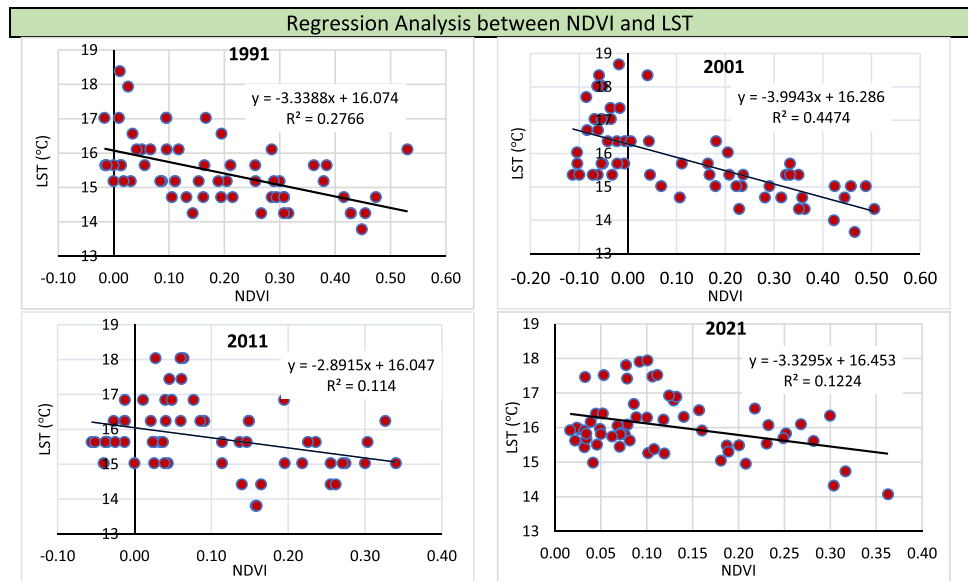 Regression Analysis between NDVI and LST
1991
19
18
17
16
15
14
13
LST (°C)
y = -3.3388x + 16.074
R² = 0.2766
-0.10 0.00 0.10 0.20 0.30 0.40 0.50 0.60
NDVI
2001
19
18
17
16
15
14
13
LST (°C)
y = -3.9943x + 16.286
R² = 0.4474
-0.20 -0.10 0.00 0.10 0.20 0.30 0.40 0.50 0.60
NDVI
2011
19
18
17
16
15
14
13
LST (°C)
y = -2.8915x + 16.047
R² = 0.114
-0.10 0.00 0.10 0.20 0.30 0.40
NDVI
2021
19
18
17
16
15
14
13
LST (°C)
y = -3.3295x + 16.453
R² = 0.1224
0.00 0.05 0.10 0.15 0.20 0.25 0.30 0.35 0.40
NDVI